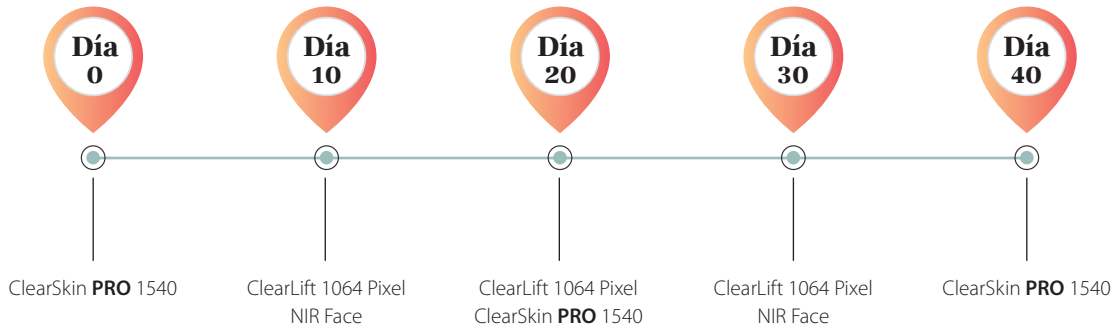 Día
0
Día
10
Día
20
Día
30
Día
40
ClearSkin PRO 1540
ClearLift 1064 Pixel
NIR Face
ClearLift 1064 Pixel
ClearSkin PRO 1540
ClearLift 1064 Pixel
NIR Face
ClearSkin PRO 1540